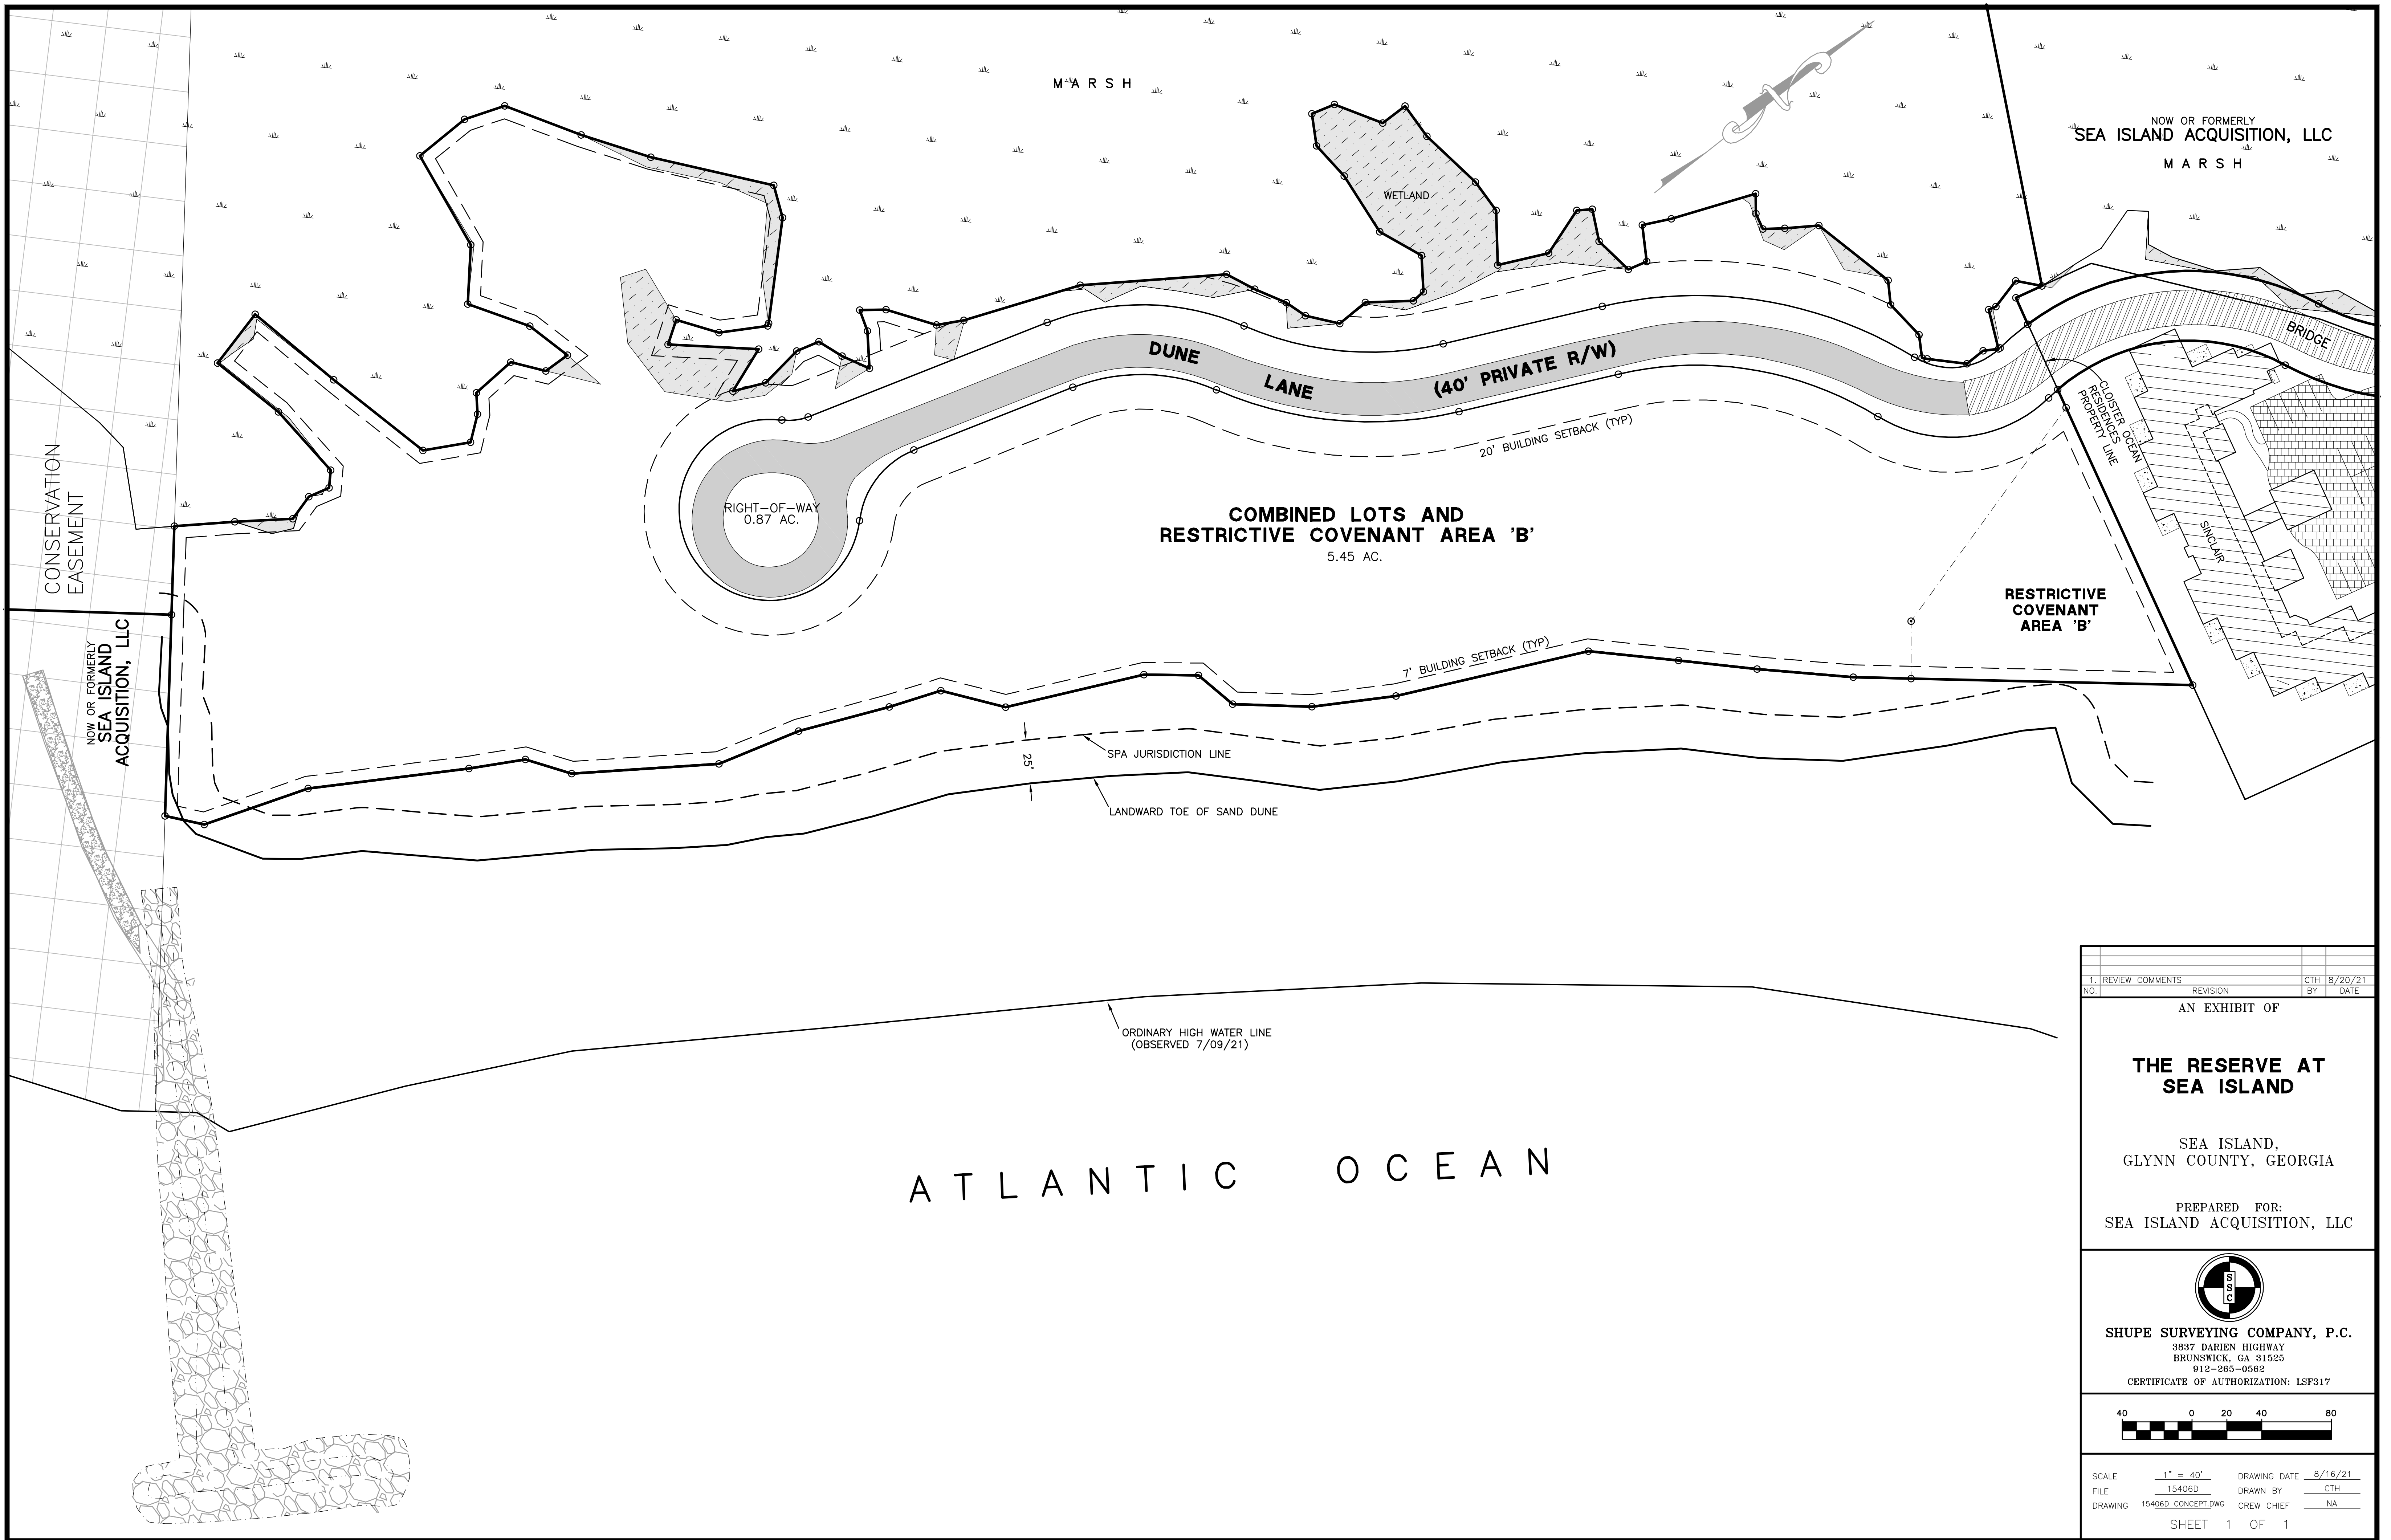 MARSH
NOW OR FORMERLY
SEA ISLAND ACQUISITION, LLC
MARSH
WETLAND
BRIDGE
DUNE
LANE
(40' PRIVATE R/W)
CLOISTER OCEAN
RESIDENCES
PROPERTY LINE
20' BUILDING SETBACK (TYP)
CONSERVATION
EASEMENT
RIGHT-OF-WAY
0.87 AC.
COMBINED LOTS AND
RESTRICTIVE COVENANT AREA 'B'
5.45 AC.
SINCLAIR
RESTRICTIVE
COVENANT
AREA 'B'
NOW OR FORMERLY
SEA ISLAND
ACQUISITION, LLC
7' BUILDING SETBACK (TYP)
25'
SPA JURISDICTION LINE
LANDWARD TOE OF SAND DUNE
ORDINARY HIGH WATER LINE
(OBSERVED 7/09/21)
ATLANTIC OCEAN
1. REVIEW COMMENTS CTH 8/20/21
NO. REVISION BY DATE
AN EXHIBIT OF
THE RESERVE AT
SEA ISLAND
SEA ISLAND,
GLYNN COUNTY, GEORGIA
PREPARED FOR:
SEA ISLAND ACQUISITION, LLC
S
S
C
SHUPE SURVEYING COMPANY, P.C.
3837 DARIEN HIGHWAY
BRUNSWICK, GA 31525
912-265-0562
CERTIFICATE OF AUTHORIZATION: LSF317
40 0 20 40 80
SCALE 1" = 40' DRAWING DATE 8/16/21
FILE 15406D DRAWN BY CTH
DRAWING 15406D CONCEPT.DWG CREW CHIEF NA
SHEET 1 OF 1